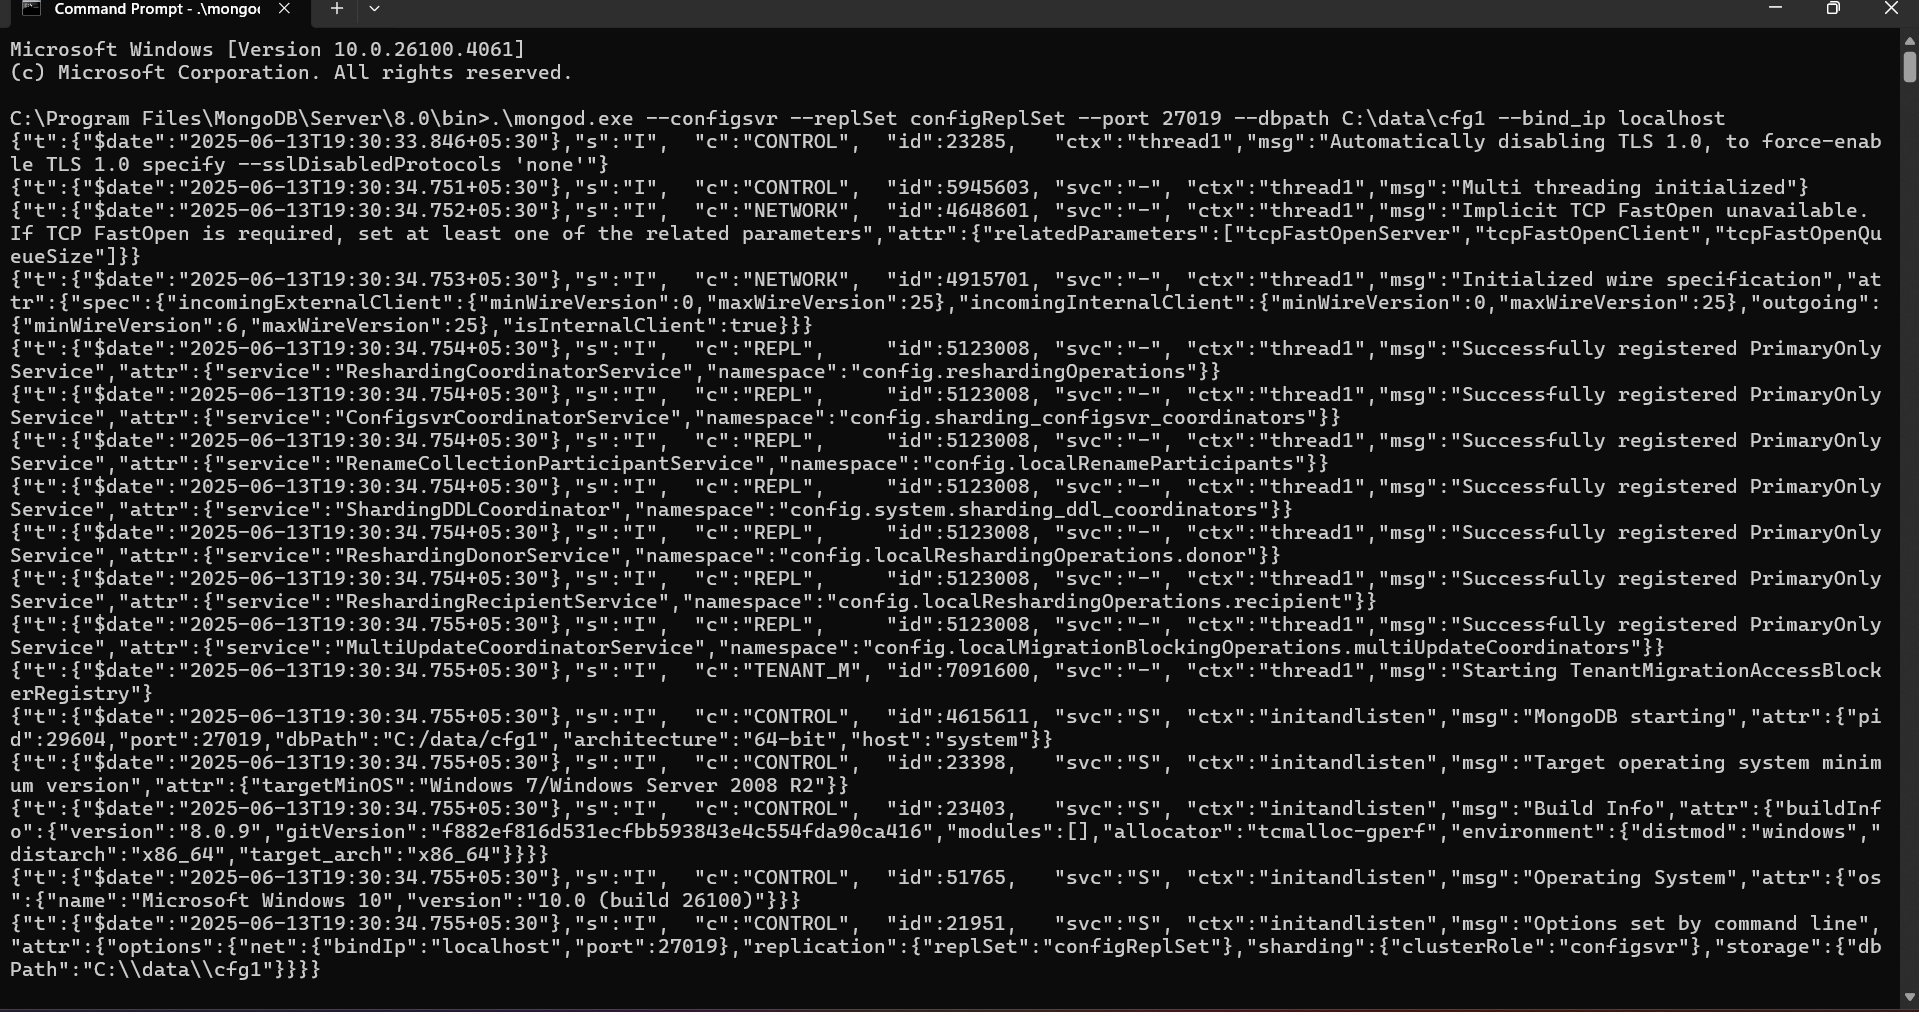 Command Prompt - .\mongo
Microsoft Windows [Version 10.0.26100.4061]
(c) Microsoft Corporation. All rights reserved.
C:\Program Files\MongoDB\Server\8.0\bin>.\mongod.exe --configsvr --replSet configReplSet --port 27019 --dbpath C:\data\cfg1 --bind_ip localhost
{"t":{"$date":"2025-06-13T19:30:33.846+05:30"},"s":"I",  "c":"CONTROL",  "id":23285,   "ctx":"thread1","msg":"Automatically disabling TLS 1.0, to force-enab
le TLS 1.0 specify --sslDisabledProtocols 'none'"}
{"t":{"$date":"2025-06-13T19:30:34.751+05:30"},"s":"I",  "c":"CONTROL",  "id":5945603, "svc":"-", "ctx":"thread1","msg":"Multi threading initialized"}
{"t":{"$date":"2025-06-13T19:30:34.752+05:30"},"s":"I",  "c":"NETWORK",  "id":4648601, "svc":"-", "ctx":"thread1","msg":"Implicit TCP FastOpen unavailable.
If TCP FastOpen is required, set at least one of the related parameters","attr":{"relatedParameters":["tcpFastOpenServer","tcpFastOpenClient","tcpFastOpenQu
eueSize"]}}
{"t":{"$date":"2025-06-13T19:30:34.753+05:30"},"s":"I",  "c":"NETWORK",  "id":4915701, "svc":"-", "ctx":"thread1","msg":"Initialized wire specification","at
tr":{"spec":{"incomingExternalClient":{"minWireVersion":0,"maxWireVersion":25},"incomingInternalClient":{"minWireVersion":0,"maxWireVersion":25},"outgoing":
{"minWireVersion":6,"maxWireVersion":25},"isInternalClient":true}}}
{"t":{"$date":"2025-06-13T19:30:34.754+05:30"},"s":"I",  "c":"REPL",     "id":5123008, "svc":"-", "ctx":"thread1","msg":"Successfully registered PrimaryOnly
Service","attr":{"service":"ReshardingCoordinatorService","namespace":"config.reshardingOperations"}}
{"t":{"$date":"2025-06-13T19:30:34.754+05:30"},"s":"I",  "c":"REPL",     "id":5123008, "svc":"-", "ctx":"thread1","msg":"Successfully registered PrimaryOnly
Service","attr":{"service":"ConfigsvrCoordinatorService","namespace":"config.sharding_configsvr_coordinators"}}
{"t":{"$date":"2025-06-13T19:30:34.754+05:30"},"s":"I",  "c":"REPL",     "id":5123008, "svc":"-", "ctx":"thread1","msg":"Successfully registered PrimaryOnly
Service","attr":{"service":"RenameCollectionParticipantService","namespace":"config.localRenameParticipants"}}
{"t":{"$date":"2025-06-13T19:30:34.754+05:30"},"s":"I",  "c":"REPL",     "id":5123008, "svc":"-", "ctx":"thread1","msg":"Successfully registered PrimaryOnly
Service","attr":{"service":"ShardingDDLCoordinator","namespace":"config.system.sharding_ddl_coordinators"}}
{"t":{"$date":"2025-06-13T19:30:34.754+05:30"},"s":"I",  "c":"REPL",     "id":5123008, "svc":"-", "ctx":"thread1","msg":"Successfully registered PrimaryOnly
Service","attr":{"service":"ReshardingDonorService","namespace":"config.localReshardingOperations.donor"}}
{"t":{"$date":"2025-06-13T19:30:34.754+05:30"},"s":"I",  "c":"REPL",     "id":5123008, "svc":"-", "ctx":"thread1","msg":"Successfully registered PrimaryOnly
Service","attr":{"service":"ReshardingRecipientService","namespace":"config.localReshardingOperations.recipient"}}
{"t":{"$date":"2025-06-13T19:30:34.755+05:30"},"s":"I",  "c":"REPL",     "id":5123008, "svc":"-", "ctx":"thread1","msg":"Successfully registered PrimaryOnly
Service","attr":{"service":"MultiUpdateCoordinatorService","namespace":"config.localMigrationBlockingOperations.multiUpdateCoordinators"}}
{"t":{"$date":"2025-06-13T19:30:34.755+05:30"},"s":"I",  "c":"TENANT_M", "id":7091600, "svc":"-", "ctx":"thread1","msg":"Starting TenantMigrationAccessBlock
erRegistry"}
{"t":{"$date":"2025-06-13T19:30:34.755+05:30"},"s":"I",  "c":"CONTROL",  "id":4615611, "svc":"S", "ctx":"initandlisten","msg":"MongoDB starting","attr":{"pi
d":29604,"port":27019,"dbPath":"C:/data/cfg1","architecture":"64-bit","host":"system"}}
{"t":{"$date":"2025-06-13T19:30:34.755+05:30"},"s":"I",  "c":"CONTROL",  "id":23398,   "svc":"S", "ctx":"initandlisten","msg":"Target operating system minim
um version","attr":{"targetMinOS":"Windows 7/Windows Server 2008 R2"}}
{"t":{"$date":"2025-06-13T19:30:34.755+05:30"},"s":"I",  "c":"CONTROL",  "id":23403,   "svc":"S", "ctx":"initandlisten","msg":"Build Info","attr":{"buildInf
o":{"version":"8.0.9","gitVersion":"f882ef816d531ecfbb593843e4c554fda90ca416","modules":[],"allocator":"tcmalloc-gperf","environment":{"distmod":"windows","
distarch":"x86_64","target_arch":"x86_64"}}}}
{"t":{"$date":"2025-06-13T19:30:34.755+05:30"},"s":"I",  "c":"CONTROL",  "id":51765,   "svc":"S", "ctx":"initandlisten","msg":"Operating System","attr":{"os
":{"name":"Microsoft Windows 10","version":"10.0 (build 26100)"}}}
{"t":{"$date":"2025-06-13T19:30:34.755+05:30"},"s":"I",  "c":"CONTROL",  "id":21951,   "svc":"S", "ctx":"initandlisten","msg":"Options set by command line",
"attr":{"options":{"net":{"bindIp":"localhost","port":27019},"replication":{"replSet":"configReplSet"},"sharding":{"clusterRole":"configsvr"},"storage":{"db
Path":"C:\\data\\cfg1"}}}}